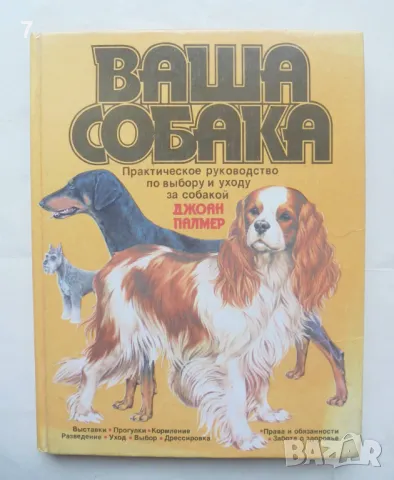 7
ВАША
СОБАКА
Практическое руководство
по выбору и уходу
за собакой
ДЖОАН
ПАЛМЕР
Выставки • Прогулки • Кормление
Разведение • Уход • Выбор • Дрессировка
• Права и обязанности
• Забота о здоровье
BAZAR